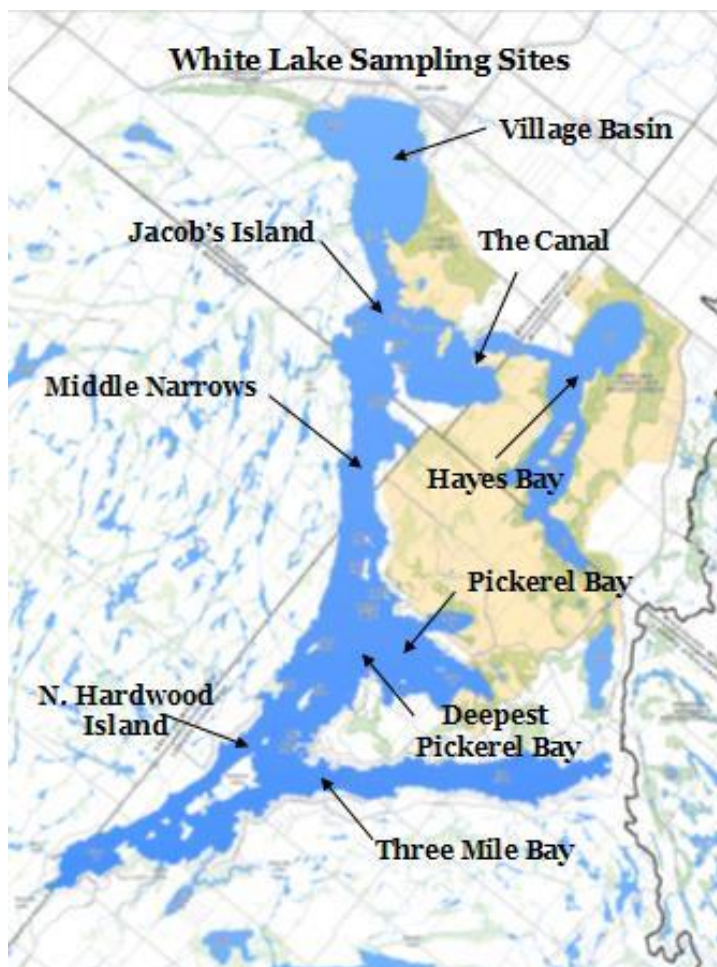 White Lake Sampling Sites
Village Basin
Jacob's Island
The Canal
Middle Narrows
Hayes Bay
Pickerel Bay
N. Hardwood
Island
Deepest
Pickerel Bay
Three Mile Bay